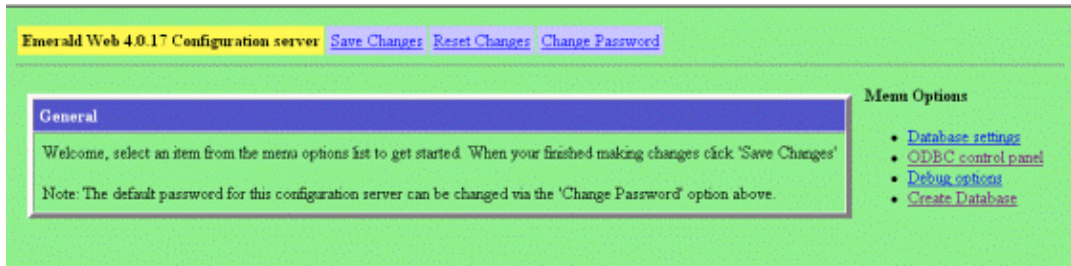 Emerald Web 4.0.17 Configuration server Save Changes Reset Changes Change Password
General
Welcome, select an item from the menu options list to get started. When your finished making changes click 'Save Changes'
Note: The default password for this configuration server can be changed via the 'Change Password' option above.
Menu Options
Database settings
ODBC control panel
Debug options
Create Database